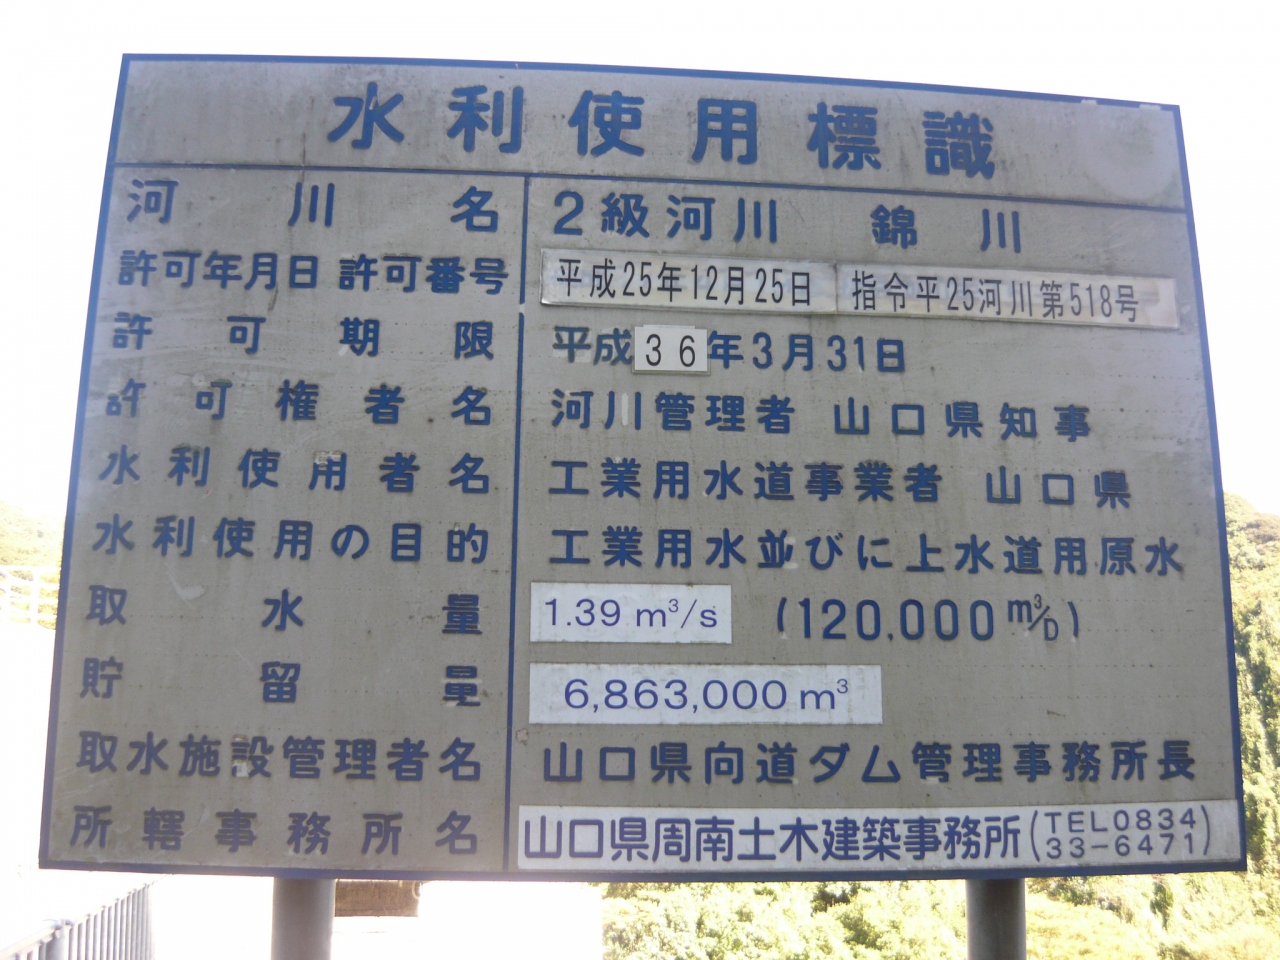 水利使用標識
河川名 2級河川 錦川
許可年月日 許可番号 平成25年12月25日 指令平25河川第518号
許可期限 平成36年3月31日
許可権者名 河川管理者 山口県知事
水利使用者名 工業用水道事業者 山口県
水利使用の目的 工業用水並びに上水道用原水
取水量 1.39 m³/s (120,000 m³/D)
貯留量 6,863,000 m³
取水施設管理者名 山口県向道ダム管理事務所長
所轄事務所名 山口県周南土木建築事務所(TEL0834 33-6471)